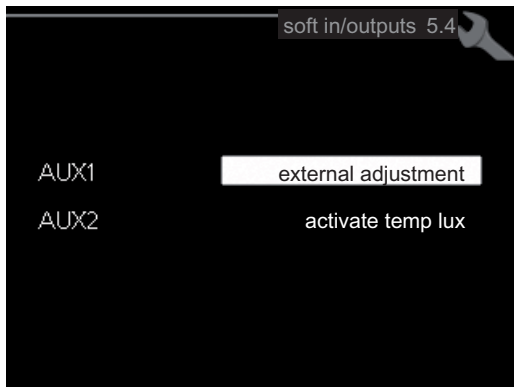 soft in/outputs 5.4
AUX1 external adjustment
AUX2 activate temp lux